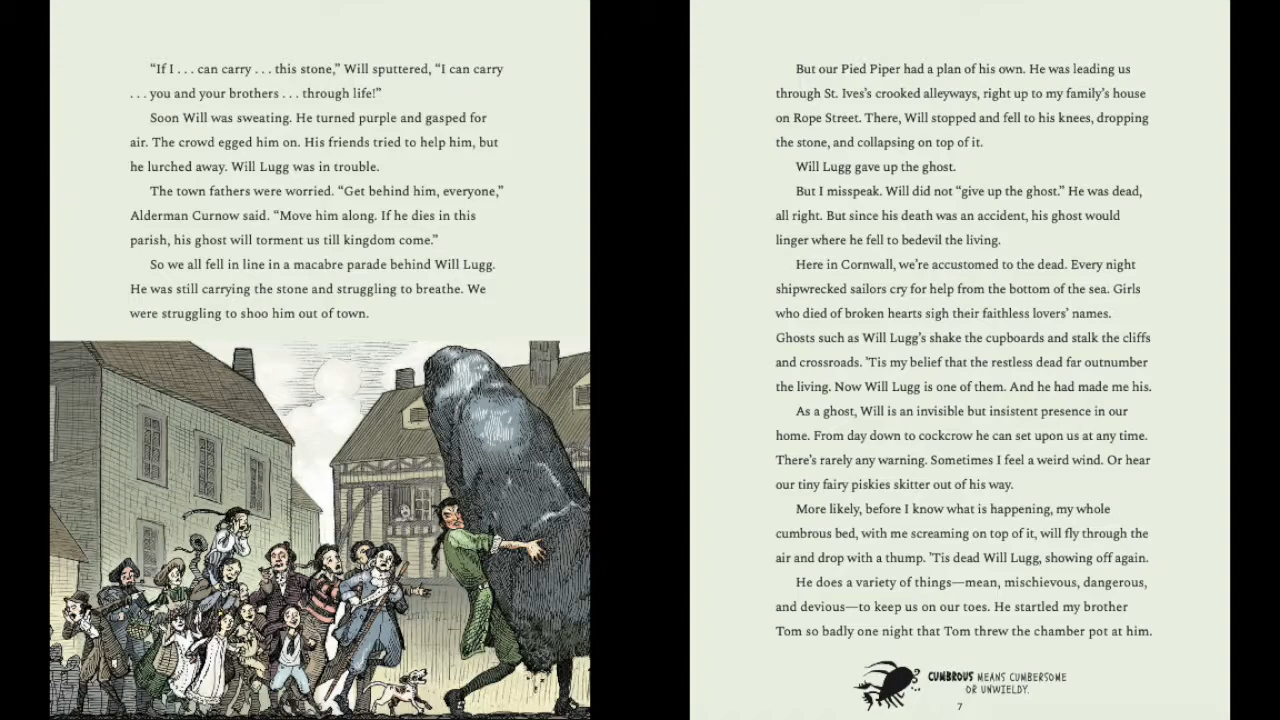 “If I . . . can carry . . . this stone,” Will sputtered, “I can carry
. . . you and your brothers . . . through life!”
Soon Will was sweating. He turned purple and gasped for
air. The crowd egged him on. His friends tried to help him, but
he lurched away. Will Lugg was in trouble.
The town fathers were worried. “Get behind him, everyone,”
Alderman Curnow said. “Move him along. If he dies in this
parish, his ghost will torment us till kingdom come.”
So we all fell in line in a macabre parade behind Will Lugg.
He was still carrying the stone and struggling to breathe. We
were struggling to shoo him out of town.
But our Pied Piper had a plan of his own. He was leading us
through St. Ives’s crooked alleyways, right up to my family’s house
on Rope Street. There, Will stopped and fell to his knees, dropping
the stone, and collapsing on top of it.
Will Lugg gave up the ghost.
But I misspeak. Will did not “give up the ghost.” He was dead,
all right. But since his death was an accident, his ghost would
linger where he fell to bedevil the living.
Here in Cornwall, we’re accustomed to the dead. Every night
shipwrecked sailors cry for help from the bottom of the sea. Girls
who died of broken hearts sigh their faithless lovers’ names.
Ghosts such as Will Lugg’s shake the cupboards and stalk the cliffs
and crossroads. ’Tis my belief that the restless dead far outnumber
the living. Now Will Lugg is one of them. And he had made me his.
As a ghost, Will is an invisible but insistent presence in our
home. From day down to cockcrow he can set upon us at any time.
There’s rarely any warning. Sometimes I feel a weird wind. Or hear
our tiny fairy piskies skitter out of his way.
More likely, before I know what is happening, my whole
cumbrous bed, with me screaming on top of it, will fly through the
air and drop with a thump. ’Tis dead Will Lugg, showing off again.
He does a variety of things—mean, mischievous, dangerous,
and devious—to keep us on our toes. He startled my brother
Tom so badly one night that Tom threw the chamber pot at him.
CUMBROUS MEANS CUMBERSOME
OR UNWIELDY.
7